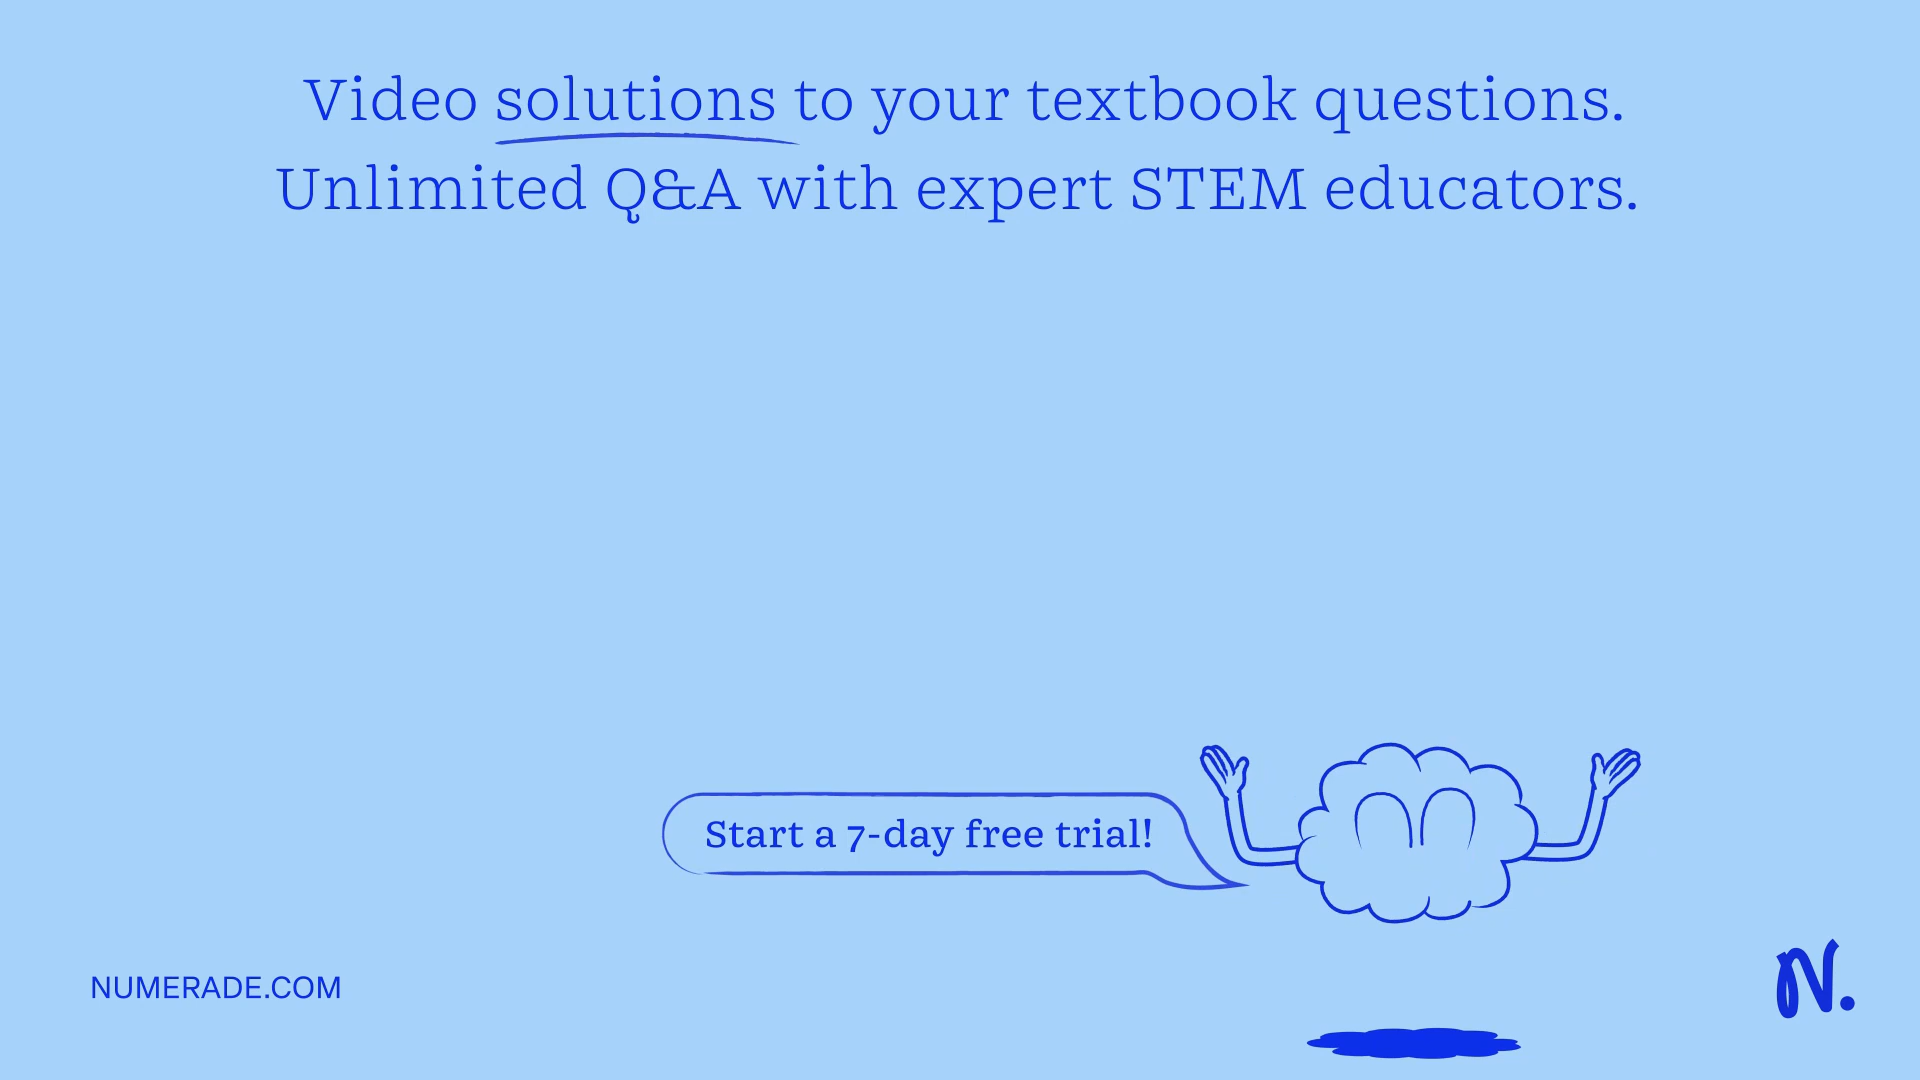 Video solutions to your textbook questions.
Unlimited Q&A with expert STEM educators.
Start a 7-day free trial!
NUMERADE.COM
N.